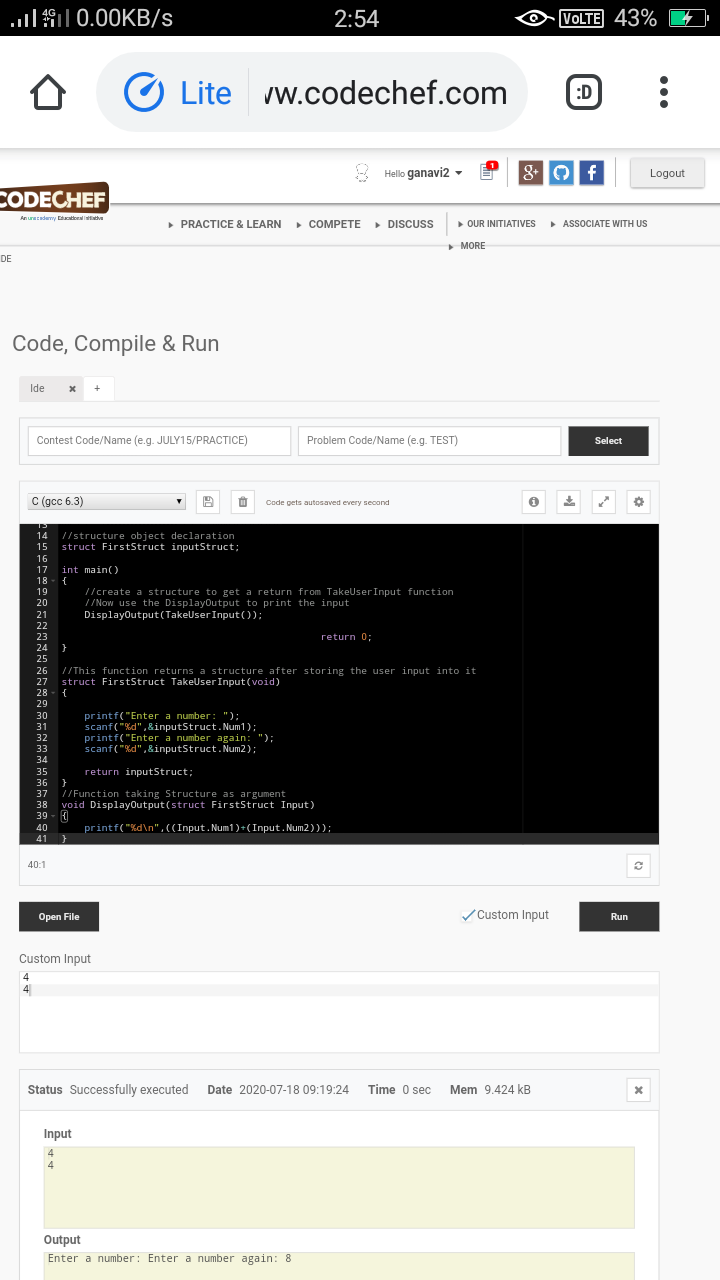 4G 0.00KB/s 2:54 VoLTE 43%
Lite w.codechef.com :D
Hello ganavi2 1 g+ f Logout
CODECHEF
An unacademy Educational Initiative
PRACTICE & LEARN COMPETE DISCUSS OUR INITIATIVES ASSOCIATE WITH US
MORE
DE
Code, Compile & Run
Ide ✖ +
Contest Code/Name (e.g. JULY15/PRACTICE) Problem Code/Name (e.g. TEST) Select
C (gcc 6.3) Code gets autosaved every second
13
14 //structure object declaration
15 struct FirstStruct inputStruct;
16
17 int main()
18 {
19 //create a structure to get a return from TakeUserInput function
20 //Now use the DisplayOutput to print the input
21 DisplayOutput(TakeUserInput());
22
23 return 0;
24 }
25
26 //This function returns a structure after storing the user input into it
27 struct FirstStruct TakeUserInput(void)
28 {
29
30 printf("Enter a number: ");
31 scanf("%d",&inputStruct.Num1);
32 printf("Enter a number again: ");
33 scanf("%d",&inputStruct.Num2);
34
35 return inputStruct;
36 }
37 //Function taking Structure as argument
38 void DisplayOutput(struct FirstStruct Input)
39 {
40 printf("%d\n",((Input.Num1)+(Input.Num2)));
41 }
40:1
Open File Custom Input Run
Custom Input
4
4
Status Successfully executed Date 2020-07-18 09:19:24 Time 0 sec Mem 9.424 kB ✖
Input
4
4
Output
Enter a number: Enter a number again: 8